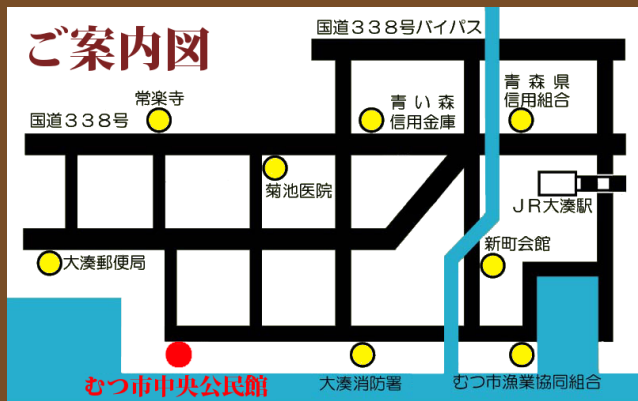 ご案内図
国道338号バイパス
常楽寺
国道338号
青い森
信用金庫
青森県
信用組合
菊池医院
JR大湊駅
新町会館
大湊郵便局
むつ市中央公民館
大湊消防署
むつ市漁業協同組合